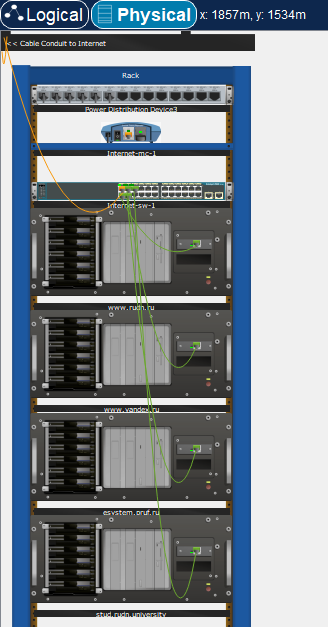 Logical Physical x: 1857m, y: 1534m
<< Cable Conduit to Internet
Rack
Power Distribution Device3
Internet-mc-1
Internet-sw-1
www.rudn.ru
www.yandex.ru
esystem.pfuf.ru
stud.rudn.university